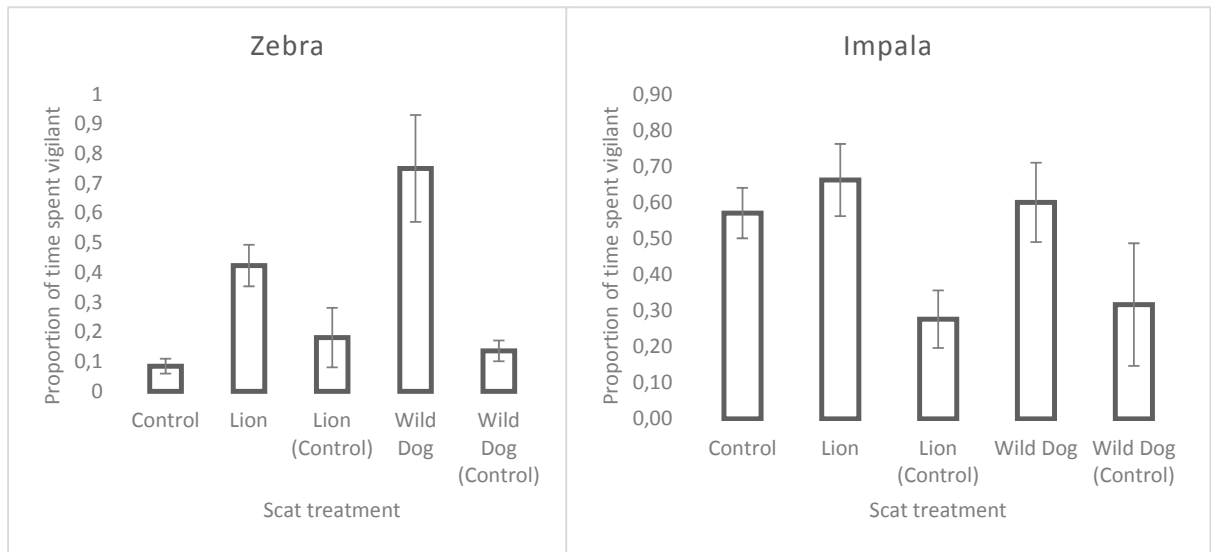 Zebra
Proportion of time spent vigilant
1
0,9
0,8
0,7
0,6
0,5
0,4
0,3
0,2
0,1
0
Control
Lion
Lion
(Control)
Wild
Dog
Wild
Dog
(Control)
Scat treatment
Impala
Proportion of time spent vigilant
0,90
0,80
0,70
0,60
0,50
0,40
0,30
0,20
0,10
0,00
Control
Lion
Lion
(Control)
Wild Dog
Wild Dog
(Control)
Scat treatment